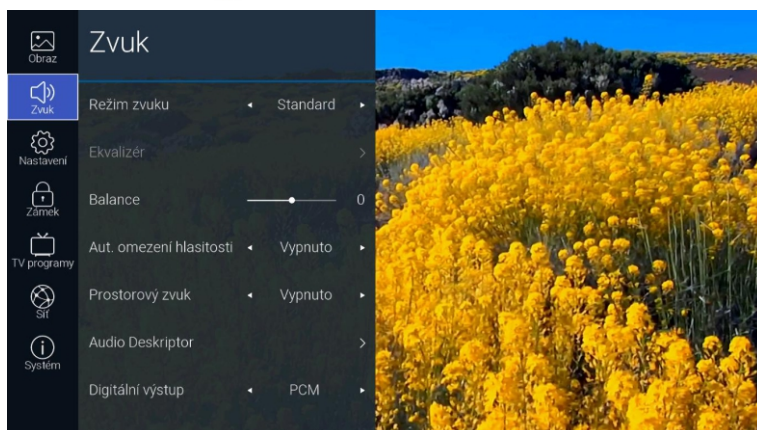 Obraz
Zvuk
Nastavení
Zámek
TV programy
Síť
Systém
Zvuk
Režim zvuku Standard
Ekvalizér
Balance 0
Aut. omezení hlasitosti Vypnuto
Prostorový zvuk Vypnuto
Audio Deskriptor
Digitální výstup PCM